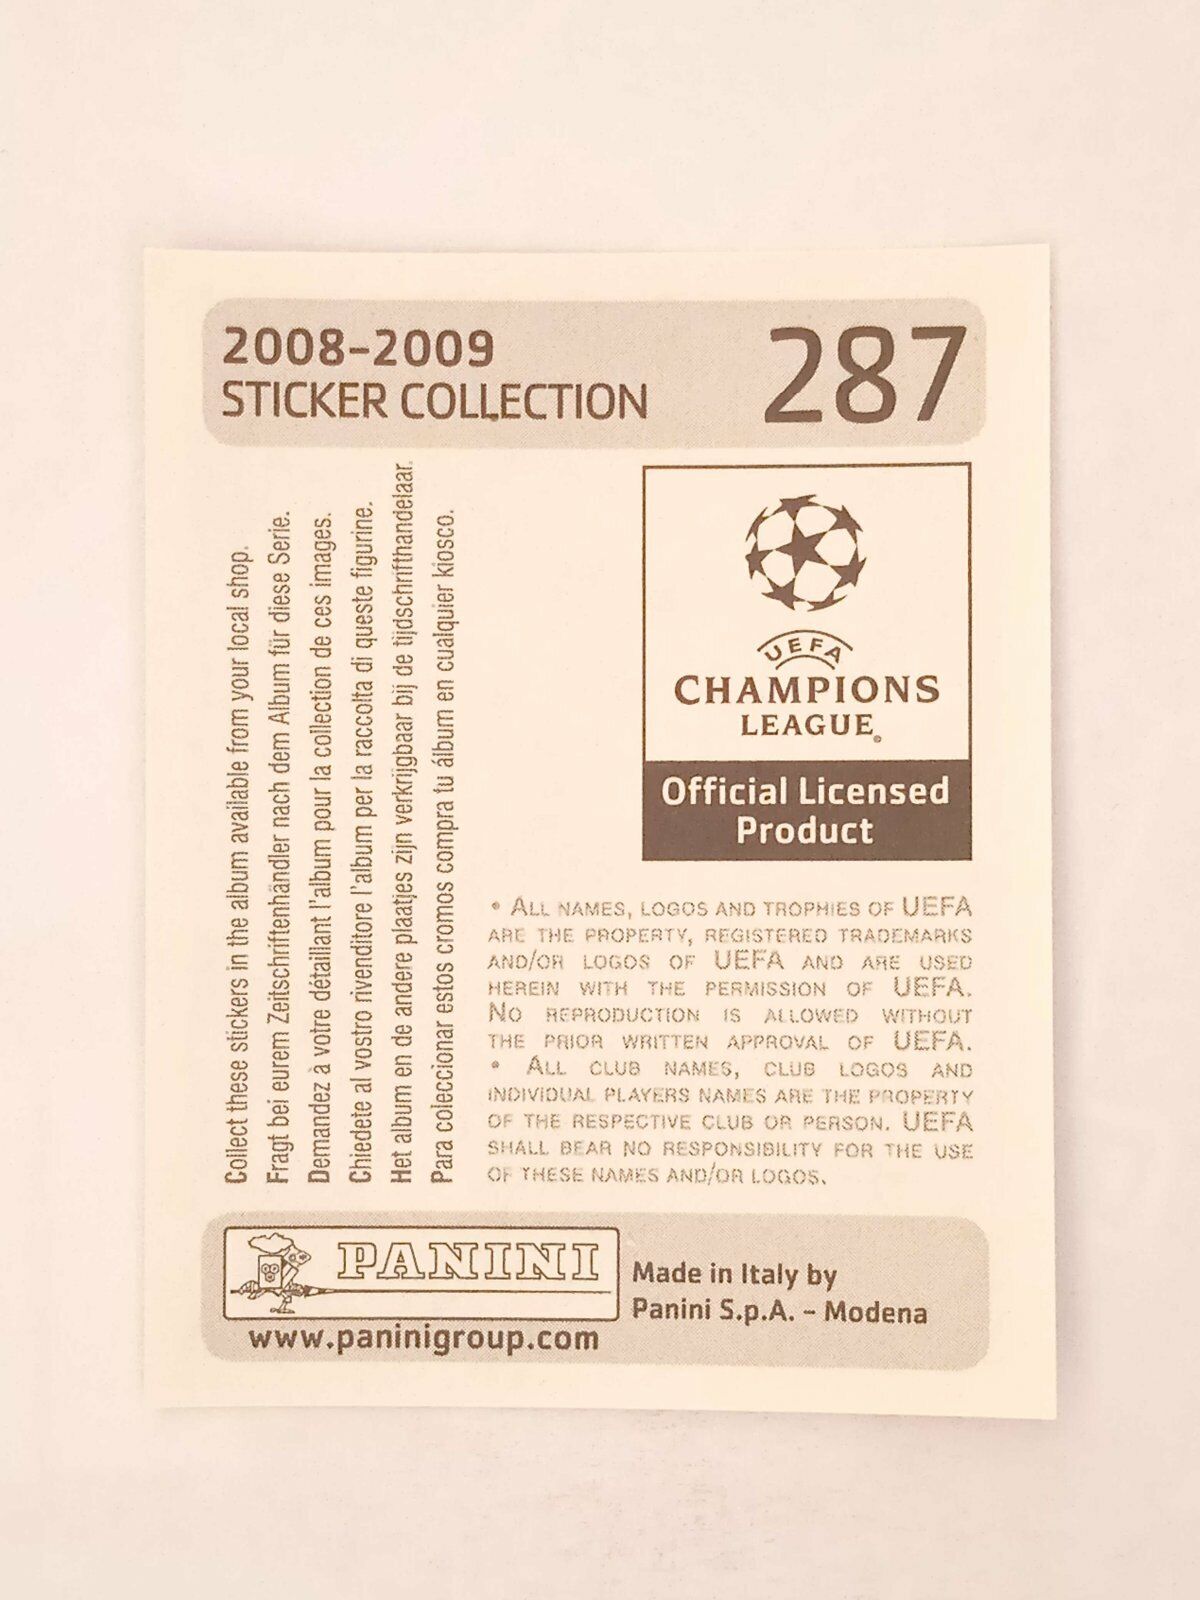 2008-2009
STICKER COLLECTION
287
Collect these stickers in the album available from your local shop.
Fragt bei eurem Zeitschriftenhändler nach dem Album für diese Serie.
Demandez à votre détaillant l'album pour la collection de ces images.
Chiedete al vostro rivenditore l'album per la raccolta di queste figurine.
Het album en de andere plaatjes zijn verkrijgbaar bij de tijdschrifthandelaar.
Para coleccionar estos cromos compra tu álbum en cualquier kiosco.
UEFA
CHAMPIONS
LEAGUE®
Official Licensed
Product
• ALL NAMES, LOGOS AND TROPHIES OF UEFA
ARE THE PROPERTY, REGISTERED TRADEMARKS
AND/OR LOGOS OF UEFA AND ARE USED
HEREIN WITH THE PERMISSION OF UEFA.
NO REPRODUCTION IS ALLOWED WITHOUT
THE PRIOR WRITTEN APPROVAL OF UEFA.
• ALL CLUB NAMES, CLUB LOGOS AND
INDIVIDUAL PLAYERS NAMES ARE THE PROPERTY
OF THE RESPECTIVE CLUB OR PERSON. UEFA
SHALL BEAR NO RESPONSIBILITY FOR THE USE
OF THESE NAMES AND/OR LOGOS.
PANINI
www.paninigroup.com
Made in Italy by
Panini S.p.A. - Modena